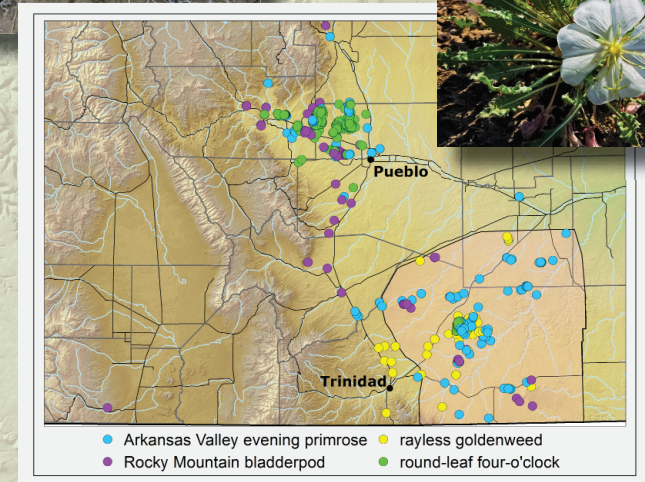 Pueblo
Trinidad
Arkansas Valley evening primrose rayless goldenweed
Rocky Mountain bladderpod round-leaf four-o'clock